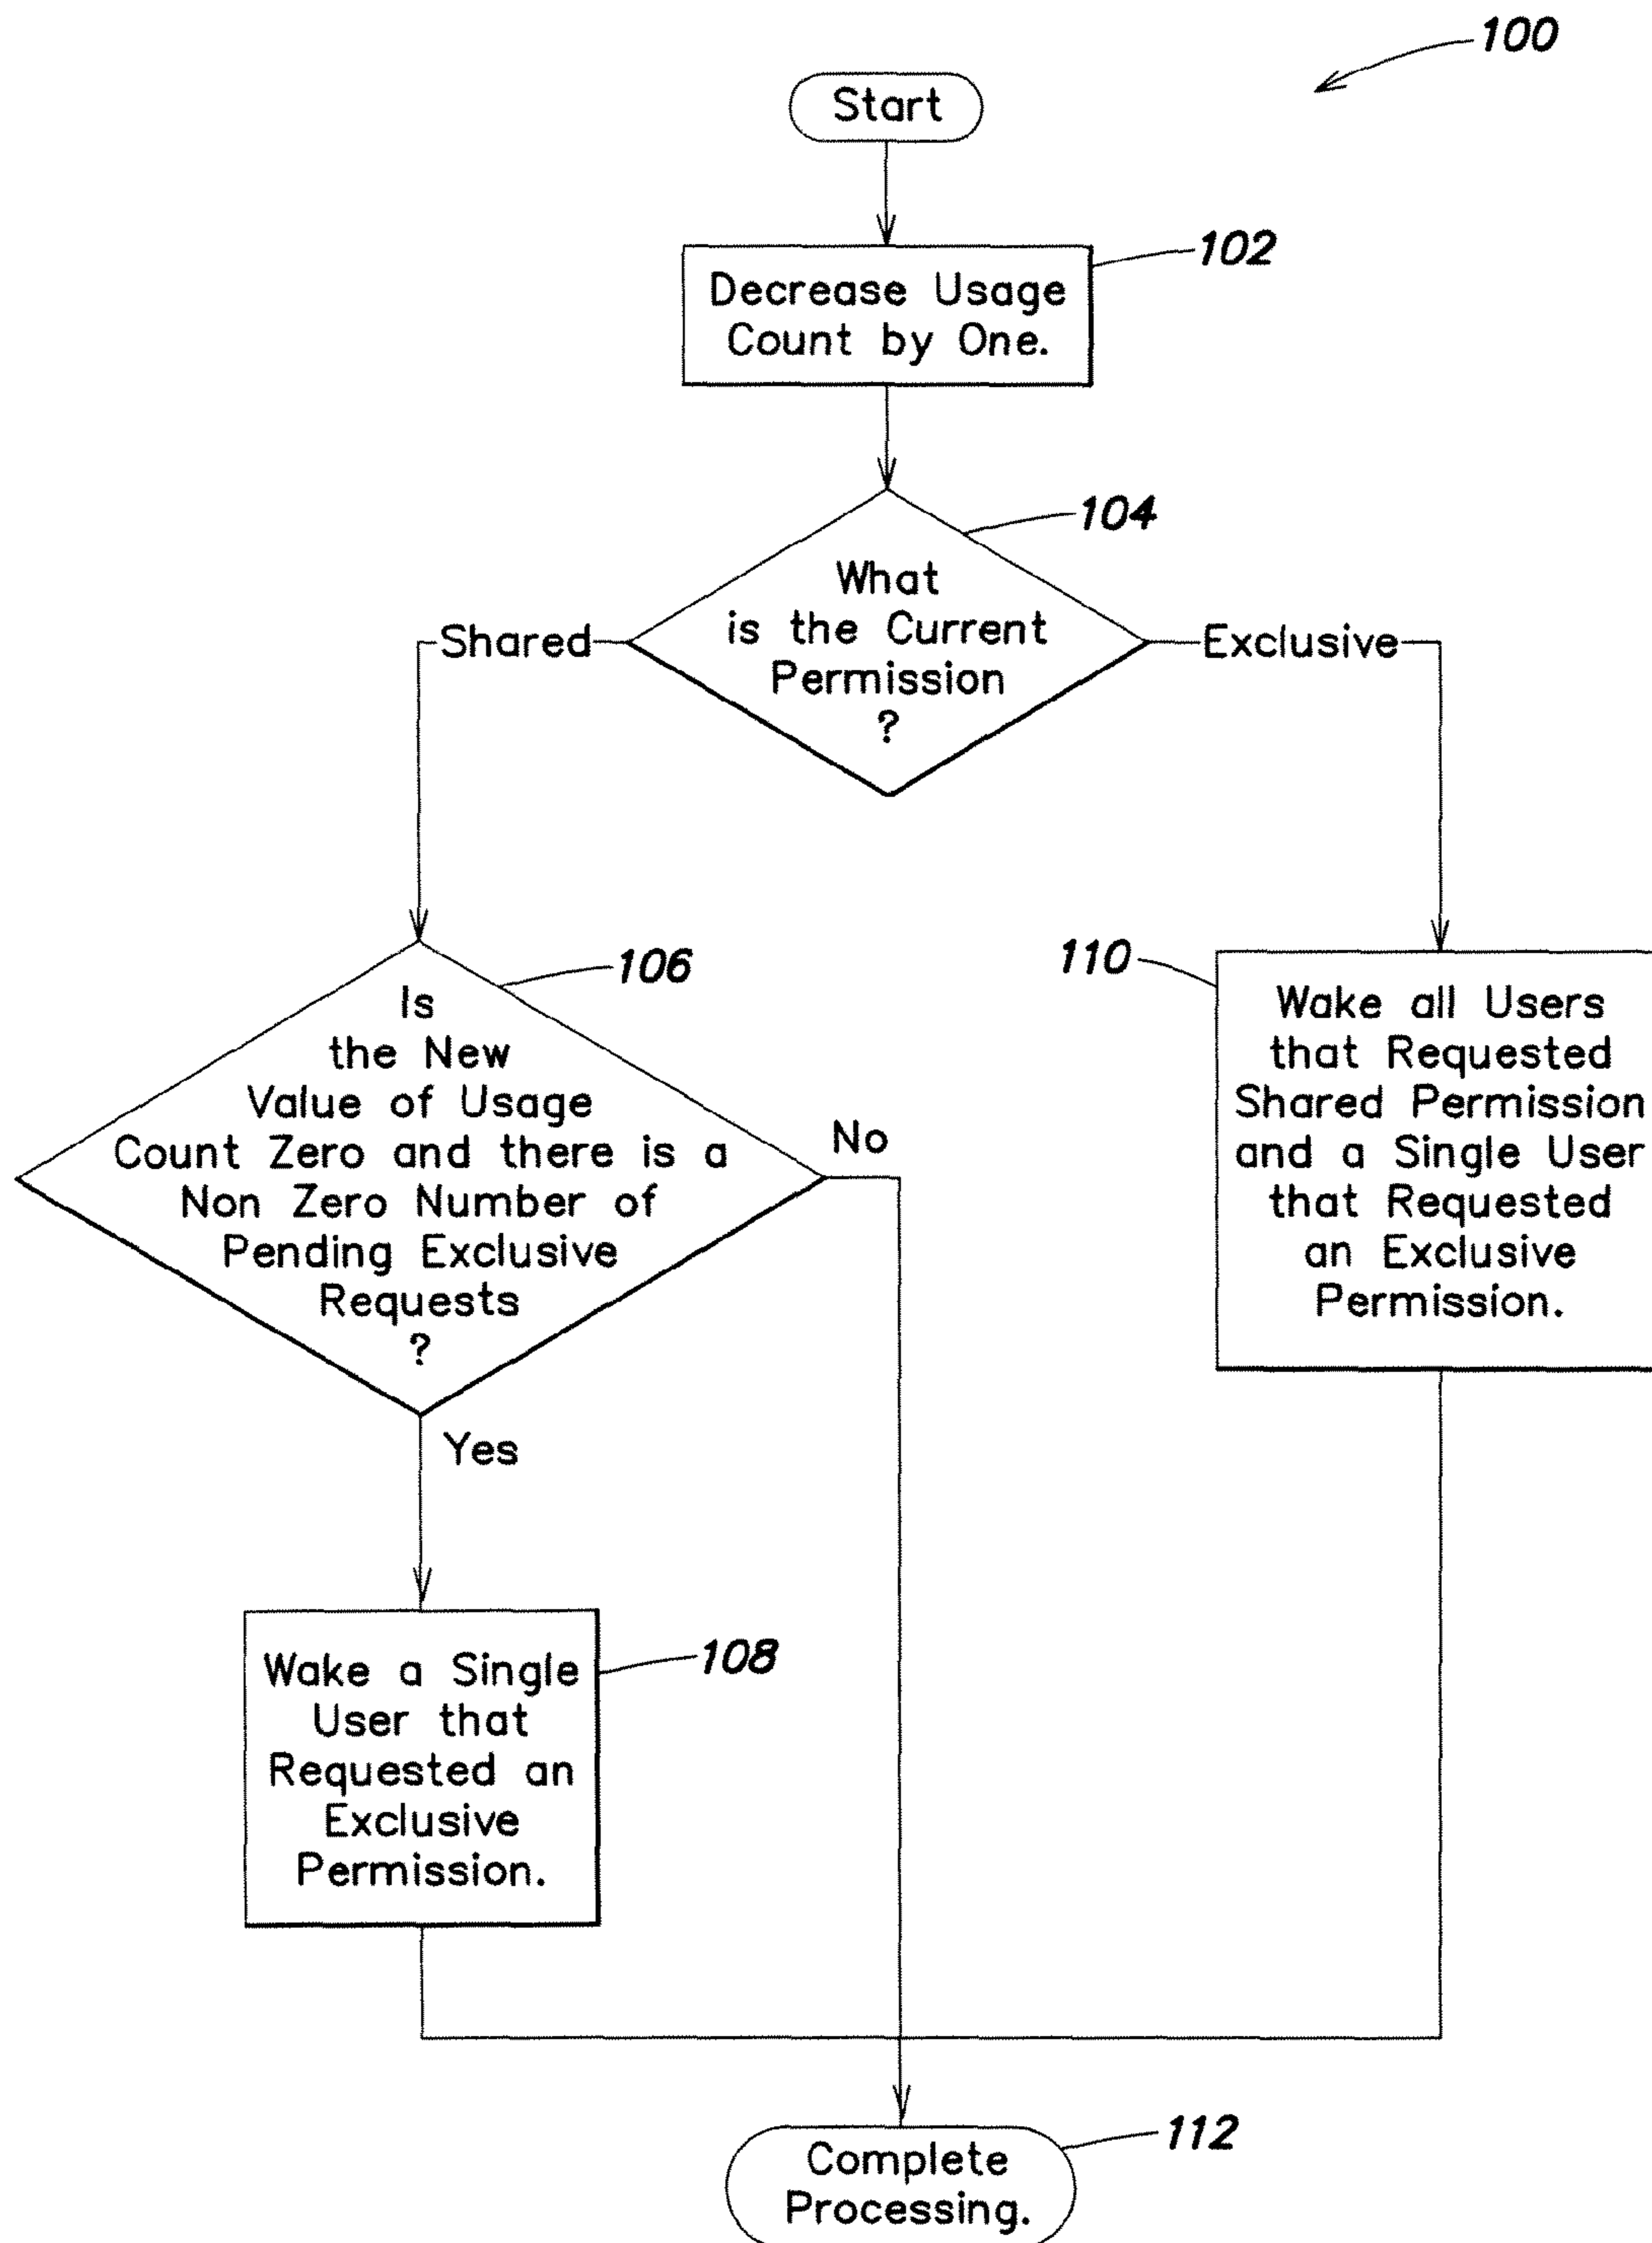 100
Start
102
Decrease Usage
Count by One.
104
What
is the Current
Permission
?
Shared
Exclusive
106
Is
the New
Value of Usage
Count Zero and there is a
Non Zero Number of
Pending Exclusive
Requests
?
No
Yes
110
Wake all Users
that Requested
Shared Permission
and a Single User
that Requested
an Exclusive
Permission.
108
Wake a Single
User that
Requested an
Exclusive
Permission.
112
Complete
Processing.